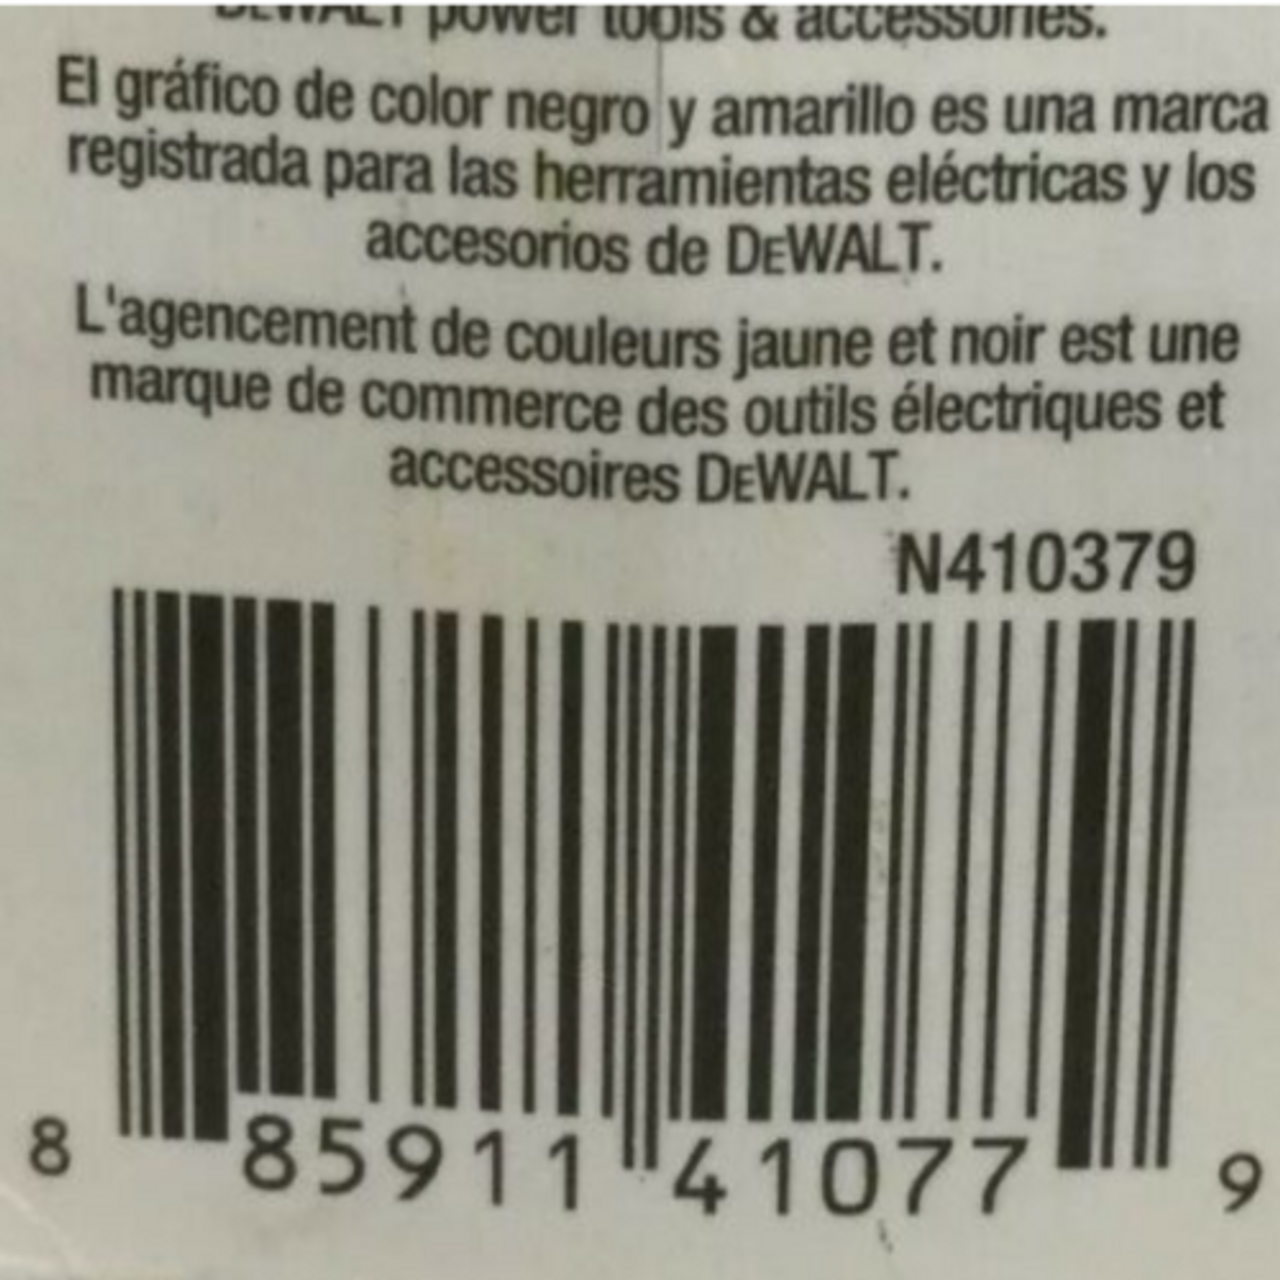 DEWALT power tools & accessories.
El gráfico de color negro y amarillo es una marca
registrada para las herramientas eléctricas y los
accesorios de DEWALT.
L'agencement de couleurs jaune et noir est une
marque de commerce des outils électriques et
accessoires DEWALT.
N410379
8 85911 41077 9